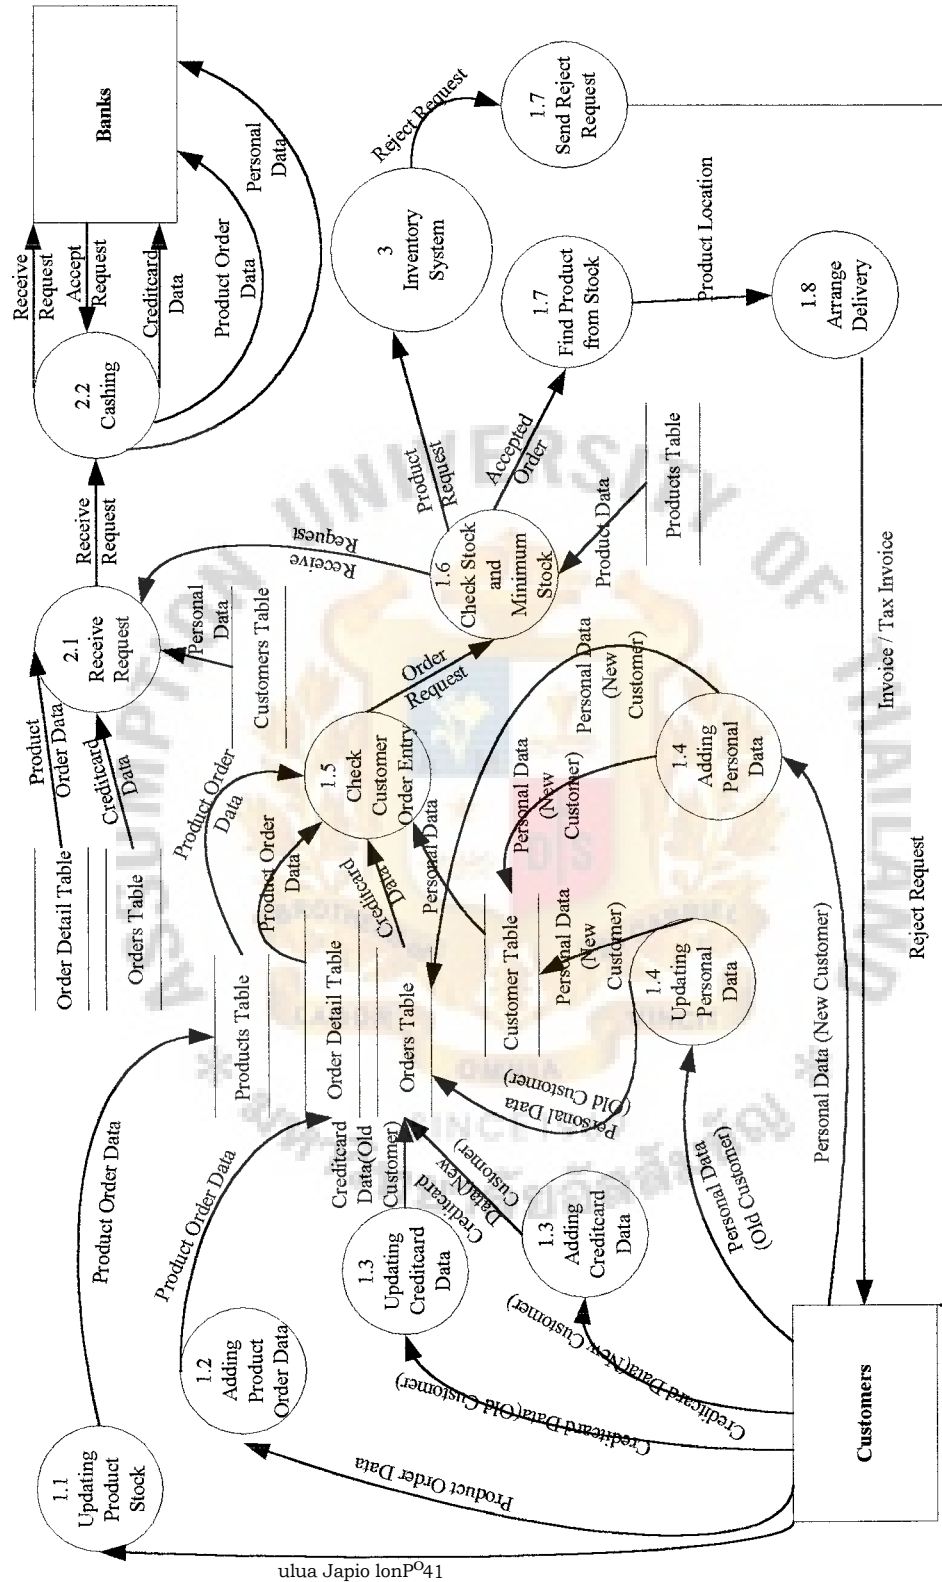 Banks
Receive
Request
Accept
Request
Creditcard
Data
Product Order
Data
Personal
Data
2.2
Cashing
Receive
Request
2.1
Receive
Request
Product
Order Data
Creditcard
Data
Personal
Data
Order Detail Table
Orders Table
Customers Table
Receive
Request
3
Inventory
System
Reject Request
1.7
Send Reject
Request
Product
Request
Accepted
Order
1.7
Find Product
from Stock
Product Location
1.8
Arrange
Delivery
1.6
Check Stock
and
Minimum
Stock
Product Data
Products Table
Order
Request
1.5
Check
Customer
Order Entry
Product Order
Data
Product Order
Data
Creditcard
Data
Personal Data
Personal Data
(New
Customer)
Personal Data
(New
Customer)
1.4
Adding
Personal
Data
Products Table
Order Detail Table
Orders Table
Customer Table
Personal Data
(New
Customer)
1.4
Updating
Personal
Data
Personal Data
(Old Customer)
Product Order Data
Product Order Data
Creditcard
Data(Old
Customer)
Creditcard
Data(New
Customer)
1.1
Updating
Product
Stock
1.2
Adding
Product
Order Data
1.3
Updating
Creditcard
Data
1.3
Adding
Creditcard
Data
Personal Data
(Old Customer)
Personal Data (New Customer)
Invoice / Tax Invoice
Reject Request
Creditcard Data(New Customer)
Creditcard Data(Old Customer)
Product Order Data
ulua Japio lonPº41
Customers
ASSUMPTION UNIVERSITY OF THAILAND
OMNIA